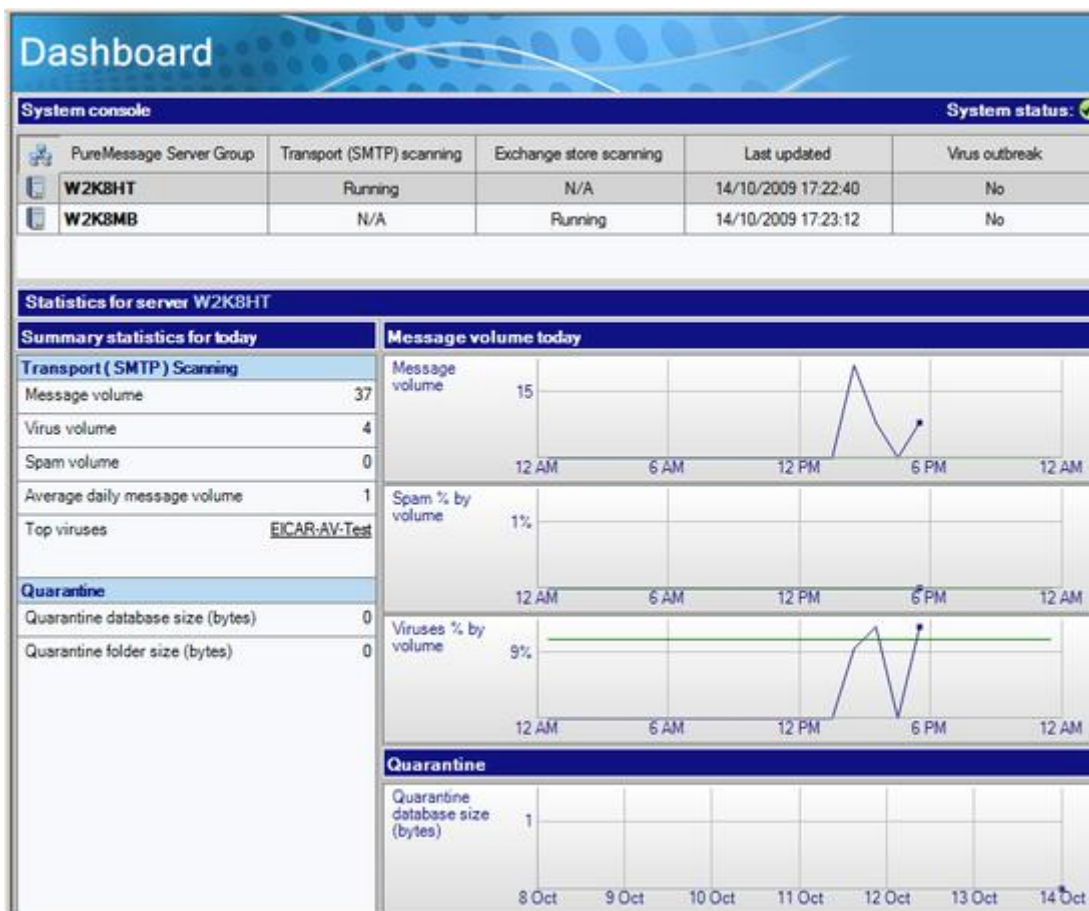 Dashboard
System console System status:
PureMessage Server Group Transport (SMTP) scanning Exchange store scanning Last updated Virus outbreak
W2K8HT Running N/A 14/10/2009 17:22:40 No
W2K8MB N/A Running 14/10/2009 17:23:12 No
Statistics for server W2K8HT
Summary statistics for today
Transport ( SMTP ) Scanning
Message volume 37
Virus volume 4
Spam volume 0
Average daily message volume 1
Top viruses EICAR-AV-Test
Quarantine
Quarantine database size (bytes) 0
Quarantine folder size (bytes) 0
Message volume today
Message
volume
15
12 AM 6 AM 12 PM 6 PM 12 AM
Spam % by
volume
1%
12 AM 6 AM 12 PM 6 PM 12 AM
Viruses % by
volume
9%
12 AM 6 AM 12 PM 6 PM 12 AM
Quarantine
Quarantine
database size
(bytes)
1
8 Oct 9 Oct 10 Oct 11 Oct 12 Oct 13 Oct 14 Oct